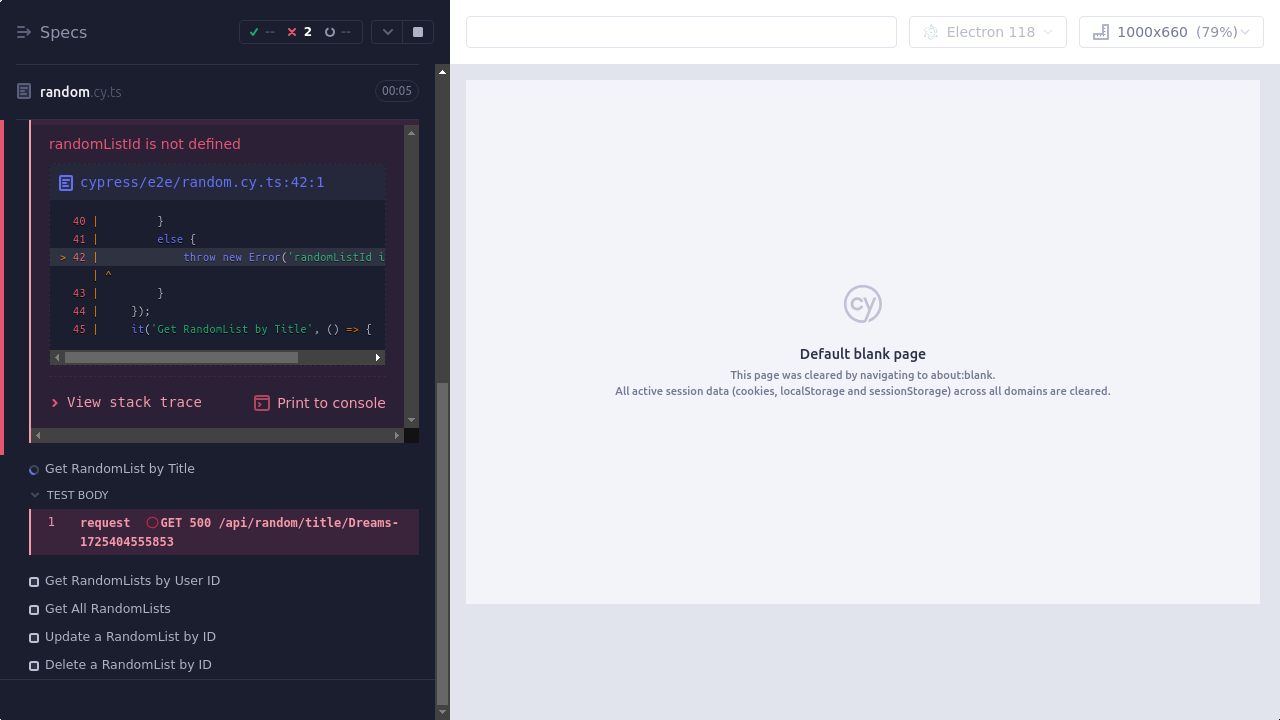 Specs
-- 2 --
Electron 118
1000x660 (79%)
random.cy.ts
00:05
randomListId is not defined
cypress/e2e/random.cy.ts:42:1
40 | }
41 | else {
> 42 | throw new Error('randomListId i
| ^
43 | }
44 | });
45 | it('Get RandomList by Title', () => {
View stack trace
Print to console
Get RandomList by Title
TEST BODY
1 request GET 500 /api/random/title/Dreams-
1725404555853
Get RandomLists by User ID
Get All RandomLists
Update a RandomList by ID
Delete a RandomList by ID
cy
Default blank page
This page was cleared by navigating to about:blank.
All active session data (cookies, localStorage and sessionStorage) across all domains are cleared.